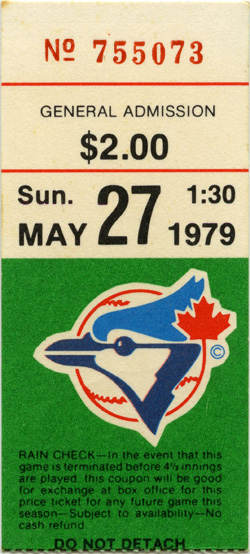 Nº 755073
GENERAL ADMISSION
$2.00
Sun. 27 1:30
MAY 1979
©
RAIN CHECK—In the event that this
game is terminated before 4½ innings
are played, this coupon will be good
for exchange at box office for this
price ticket for any future game this
season—Subject to availability—No
cash refund.
DO NOT DETACH